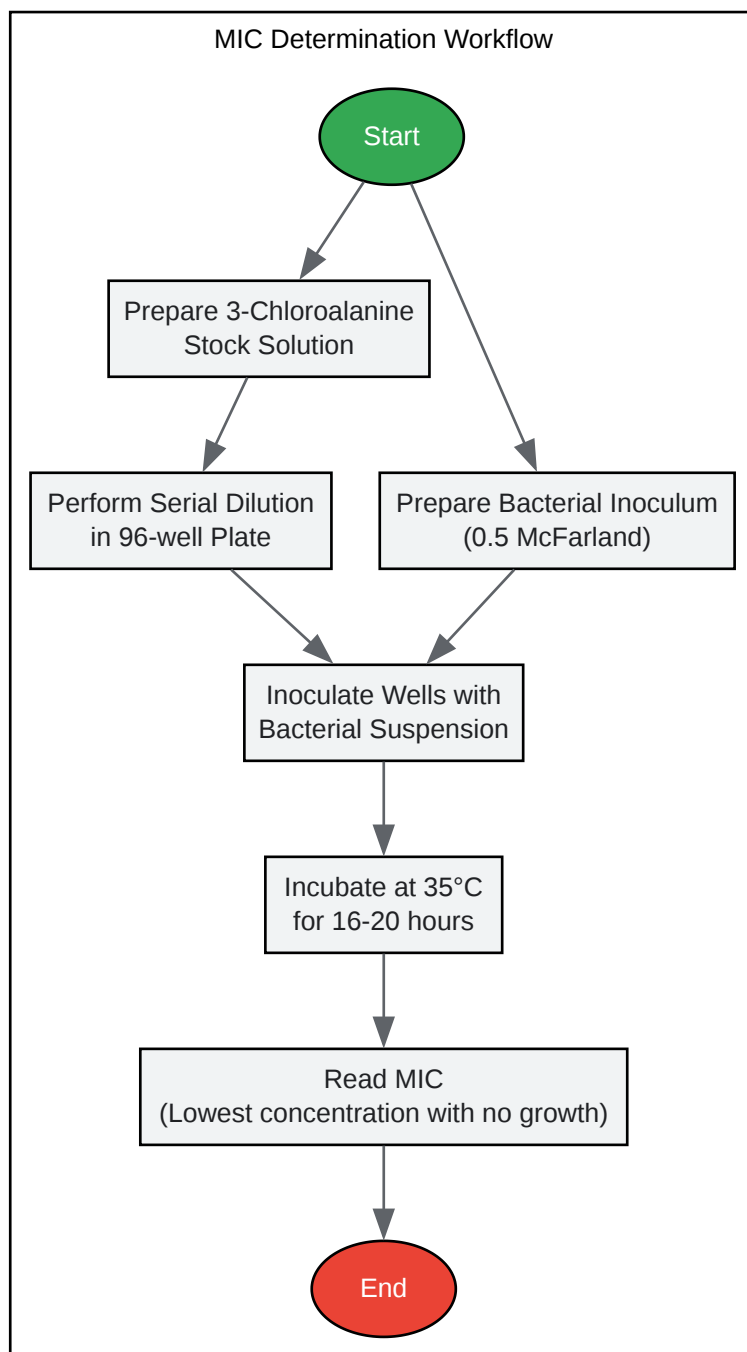 MIC Determination Workflow
Start
Prepare 3-Chloroalanine
Stock Solution
Perform Serial Dilution
in 96-well Plate
Prepare Bacterial Inoculum
(0.5 McFarland)
Inoculate Wells with
Bacterial Suspension
Incubate at 35°C
for 16-20 hours
Read MIC
(Lowest concentration with no growth)
End